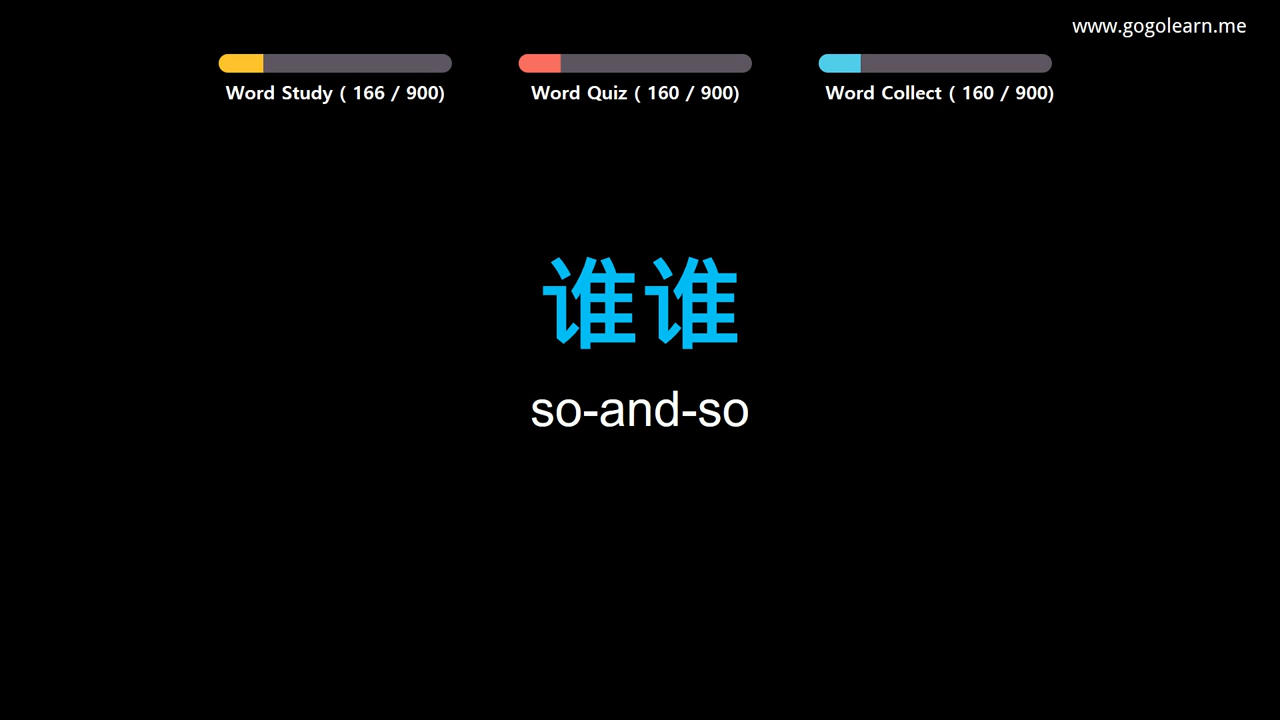 www.gogolearn.me
Word Study ( 166 / 900)
Word Quiz ( 160 / 900)
Word Collect ( 160 / 900)
谁谁
so-and-so